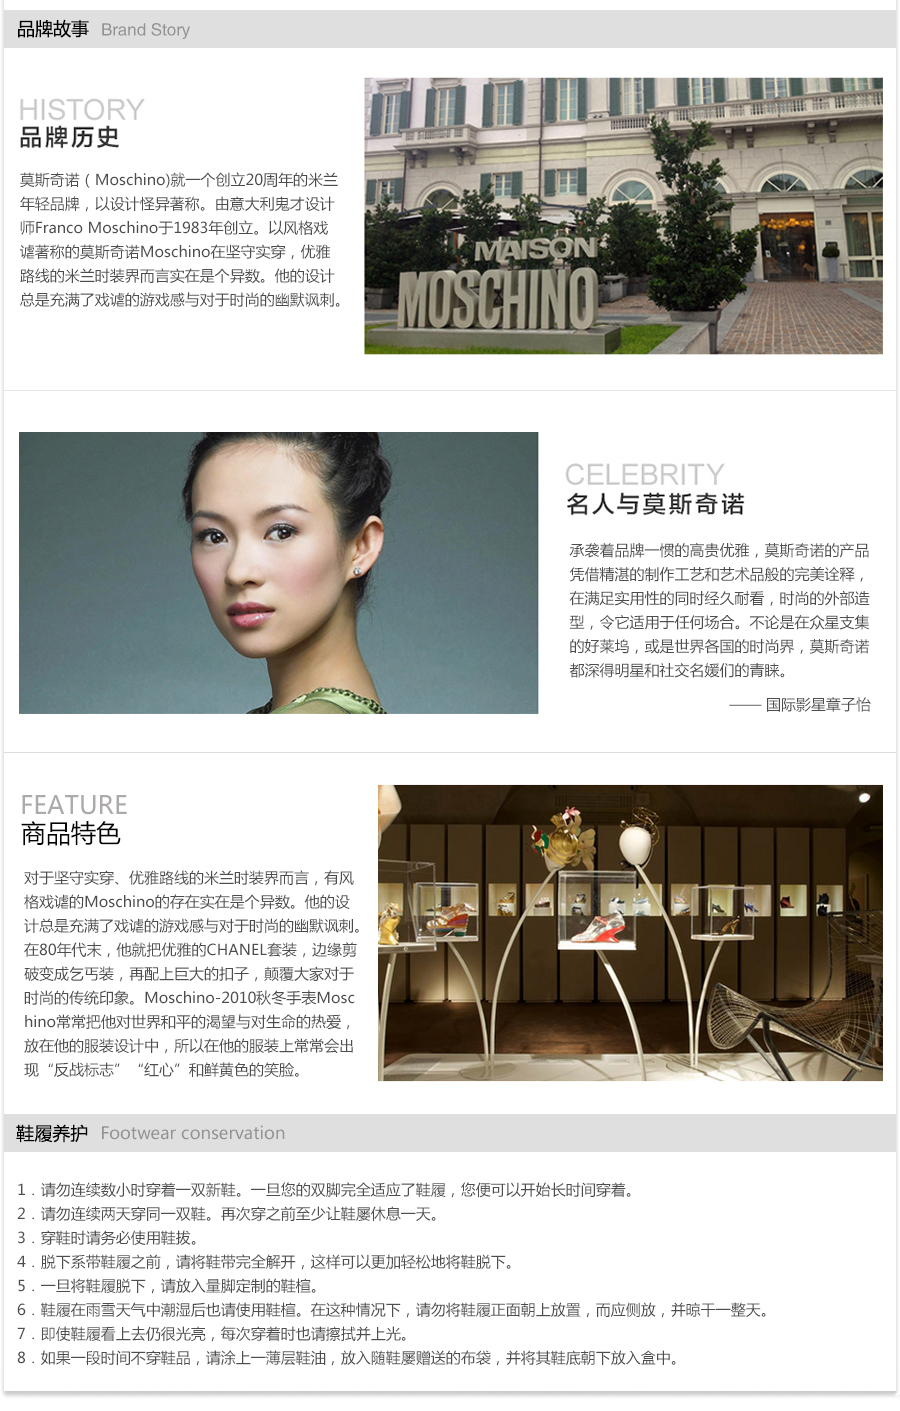 品牌故事 Brand Story
HISTORY
品牌历史
莫斯奇诺（Moschino)就一个创立20周年的米兰
年轻品牌，以设计怪异著称。由意大利鬼才设计
师Franco Moschino于1983年创立。以风格戏
谑著称的莫斯奇诺Moschino在坚守实穿，优雅
路线的米兰时装界而言实在是个异数。他的设计
总是充满了戏谑的游戏感与对于时尚的幽默讽刺。
MAISON
MOSCHINO
CELEBRITY
名人与莫斯奇诺
承袭着品牌一惯的高贵优雅，莫斯奇诺的产品
凭借精湛的制作工艺和艺术品般的完美诠释，
在满足实用性的同时经久耐看，时尚的外部造
型，令它适用于任何场合。不论是在众星支集
的好莱坞，或是世界各国的时尚界，莫斯奇诺
都深得明星和社交名媛们的青睐。
—— 国际影星章子怡
FEATURE
商品特色
对于坚守实穿、优雅路线的米兰时装界而言，有风
格戏谑的Moschino的存在实在是个异数。他的设
计总是充满了戏谑的游戏感与对于时尚的幽默讽刺。
在80年代末，他就把优雅的CHANEL套装，边缘剪
破变成乞丐装，再配上巨大的扣子，颠覆大家对于
时尚的传统印象。Moschino-2010秋冬手表Mosc
hino常常把他对世界和平的渴望与对生命的热爱，
放在他的服装设计中，所以在他的服装上常常会出
现“反战标志”“红心”和鲜黄色的笑脸。
鞋履养护 Footwear conservation
1．请勿连续数小时穿着一双新鞋。一旦您的双脚完全适应了鞋履，您便可以开始长时间穿着。
2．请勿连续两天穿同一双鞋。再次穿之前至少让鞋屡休息一天。
3．穿鞋时请务必使用鞋拔。
4．脱下系带鞋履之前，请将鞋带完全解开，这样可以更加轻松地将鞋脱下。
5．一旦将鞋履脱下，请放入量脚定制的鞋楦。
6．鞋履在雨雪天气中潮湿后也请使用鞋楦。在这种情况下，请勿将鞋履正面朝上放置，而应侧放，并晾干一整天。
7．即使鞋履看上去仍很光亮，每次穿着时也请擦拭并上光。
8．如果一段时间不穿鞋品，请涂上一薄层鞋油，放入随鞋屡赠送的布袋，并将其鞋底朝下放入盒中。